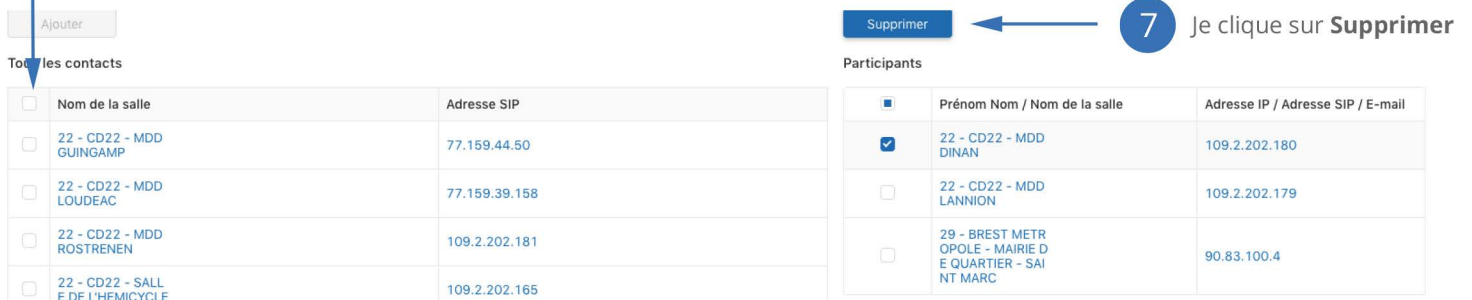 Ajouter
Supprimer
7 Je clique sur Supprimer
les contacts
Participants
Nom de la salle Adresse SIP
22 - CD22 - MDD
GUINGAMP
77.159.44.50
22 - CD22 - MDD
LOUDEAC
77.159.39.158
22 - CD22 - MDD
ROSTRENEN
109.2.202.181
22 - CD22 - SALL
E DE L'HEMICYCLE
109.2.202.165
Prénom Nom / Nom de la salle Adresse IP / Adresse SIP / E-mail
22 - CD22 - MDD
DINAN
109.2.202.180
22 - CD22 - MDD
LANNION
109.2.202.179
29 - BREST METR
OPOLE - MAIRIE D
E QUARTIER - SAI
NT MARC
90.83.100.4